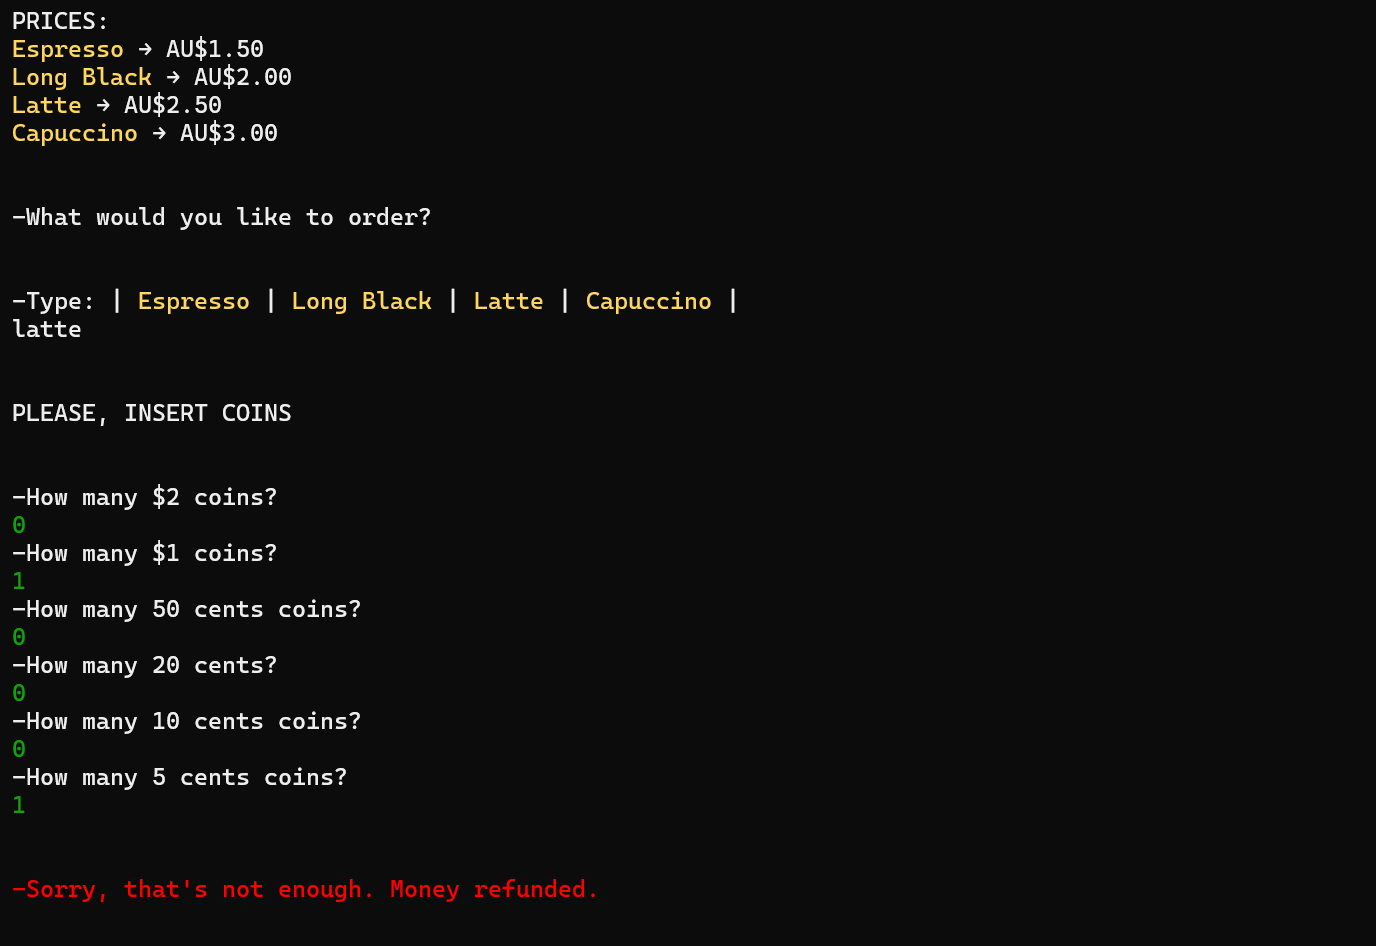 PRICES:
Espresso → AU$1.50
Long Black → AU$2.00
Latte → AU$2.50
Capuccino → AU$3.00
-What would you like to order?
-Type: | Espresso | Long Black | Latte | Capuccino |
latte
PLEASE, INSERT COINS
-How many $2 coins?
0
-How many $1 coins?
1
-How many 50 cents coins?
0
-How many 20 cents?
0
-How many 10 cents coins?
0
-How many 5 cents coins?
1
-Sorry, that's not enough. Money refunded.